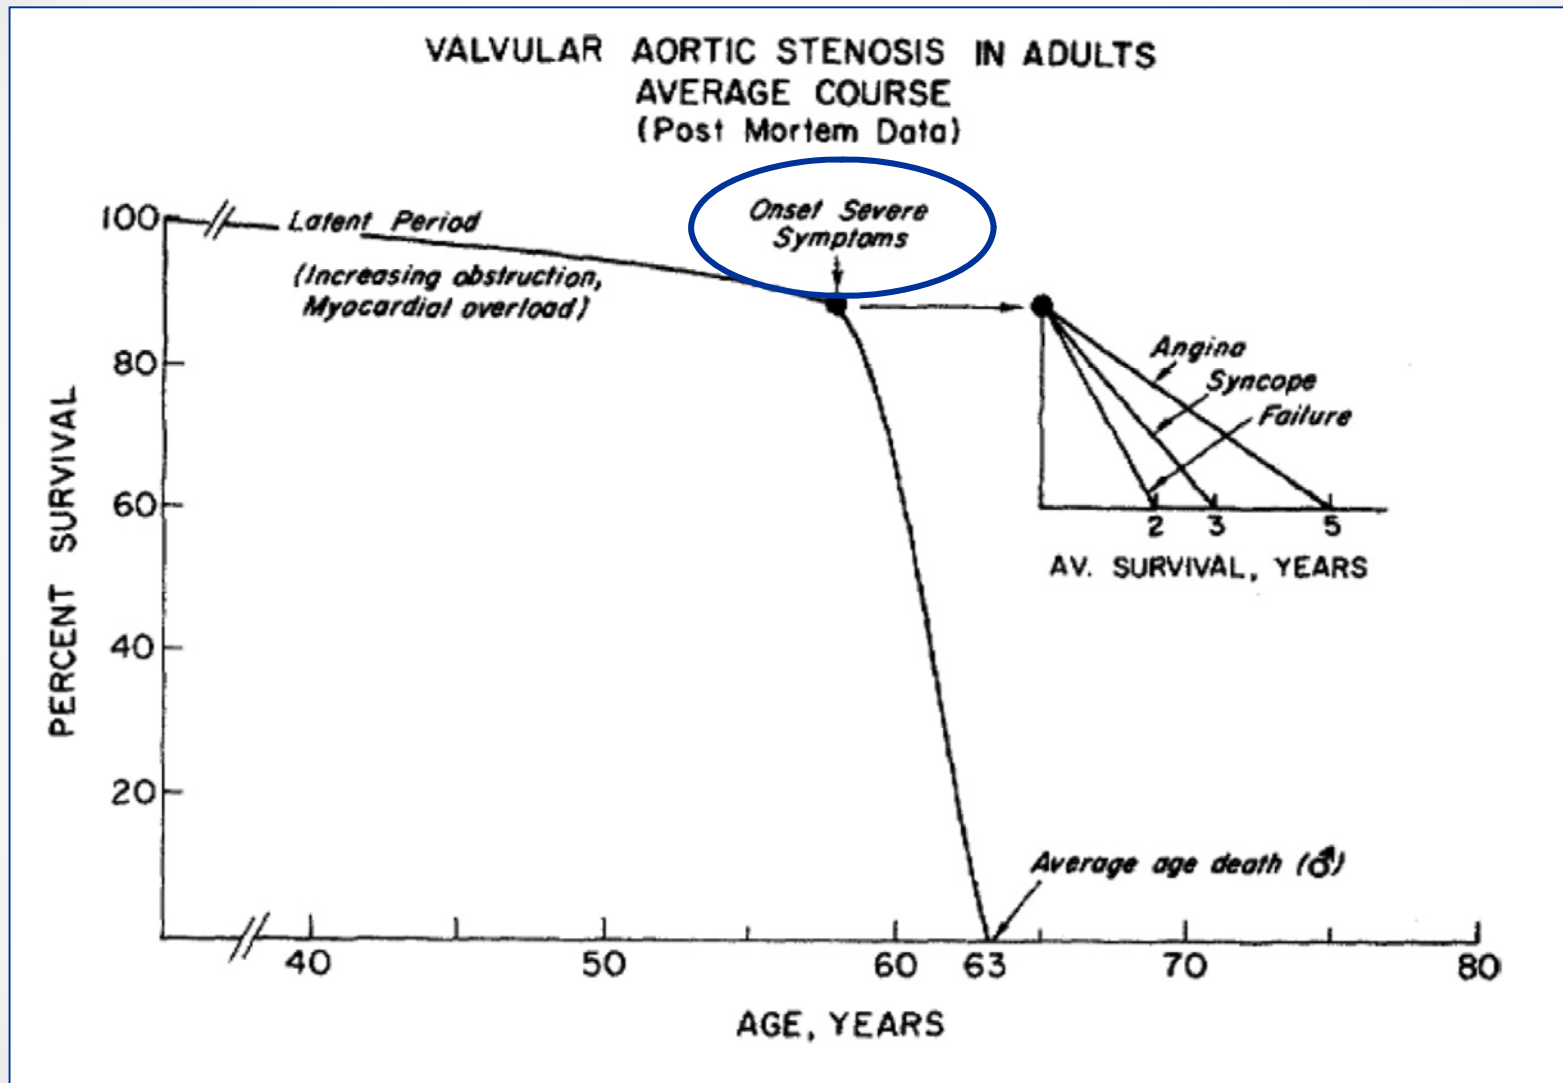 VALVULAR AORTIC STENOSIS IN ADULTS
AVERAGE COURSE
(Post Mortem Data)
Onset Severe
Symptoms
Latent Period
(Increasing obstruction,
Myocardial overload)
100
80
60
40
20
PERCENT SURVIVAL
Angina
Syncope
Failure
2 3 5
AV. SURVIVAL, YEARS
Average age death (♂)
40 50 60 63 70 80
AGE, YEARS